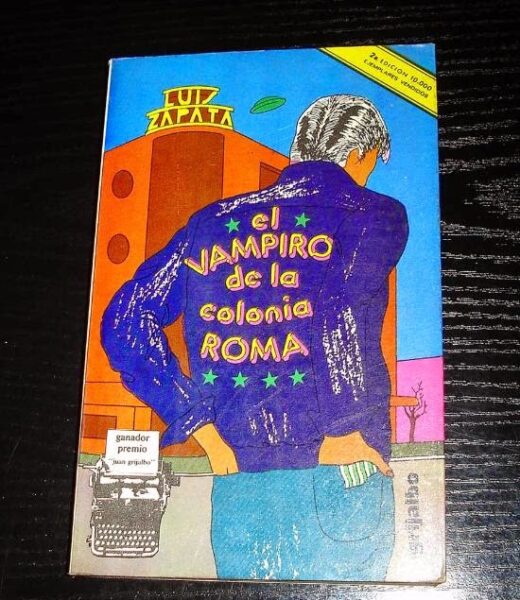 LUIS
ZAPATA
2a EDICION 10,000
EJEMPLARES VENDIDOS
el
VAMPIRO
de la
colonia
ROMA
ganador
premio
"juan grijalbo"
grijalbo